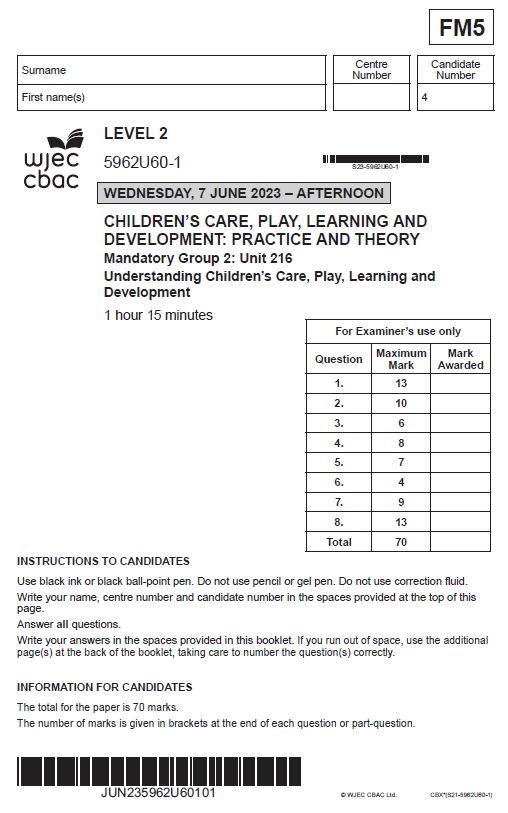 FM5
Surname
Centre
Number
Candidate
Number
First name(s)
4
wjec
cbac
LEVEL 2
5962U60-1
S23-5962U60-1
WEDNESDAY, 7 JUNE 2023 – AFTERNOON
CHILDREN'S CARE, PLAY, LEARNING AND
DEVELOPMENT: PRACTICE AND THEORY
Mandatory Group 2: Unit 216
Understanding Children's Care, Play, Learning and
Development
1 hour 15 minutes
For Examiner's use only
Question Maximum Mark Mark Awarded
1. 13
2. 10
3. 6
4. 8
5. 7
6. 4
7. 9
8. 13
Total 70
INSTRUCTIONS TO CANDIDATES
Use black ink or black ball-point pen. Do not use pencil or gel pen. Do not use correction fluid.
Write your name, centre number and candidate number in the spaces provided at the top of this
page.
Answer all questions.
Write your answers in the spaces provided in this booklet. If you run out of space, use the additional
page(s) at the back of the booklet, taking care to number the question(s) correctly.
INFORMATION FOR CANDIDATES
The total for the paper is 70 marks.
The number of marks is given in brackets at the end of each question or part-question.
JUN235962U60101
© WJEC CBAC Ltd.
CBX*(S21-5962U60-1)